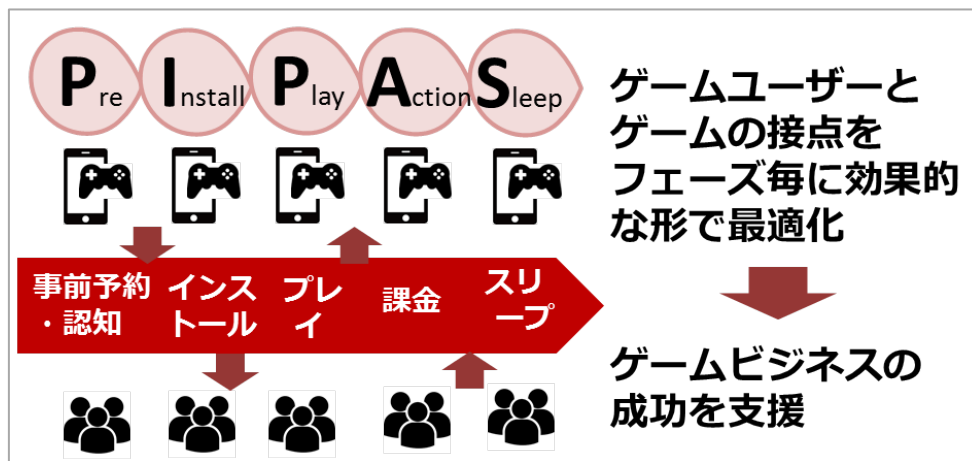 Pre Install Play Action Sleep
ゲームユーザーと
ゲームの接点を
フェーズ毎に効果的
な形で最適化
事前予約
・認知
インス
トール
プレ
イ
課金
スリ
ープ
ゲームビジネスの
成功を支援